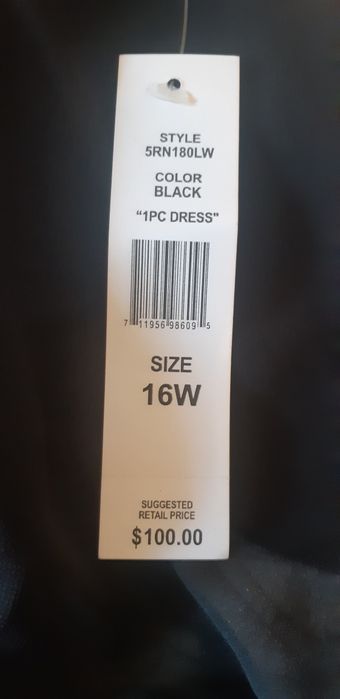 STYLE
5RN180LW
COLOR
BLACK
"1PC DRESS"
7 11956 98609 5
SIZE
16W
SUGGESTED
RETAIL PRICE
$100.00